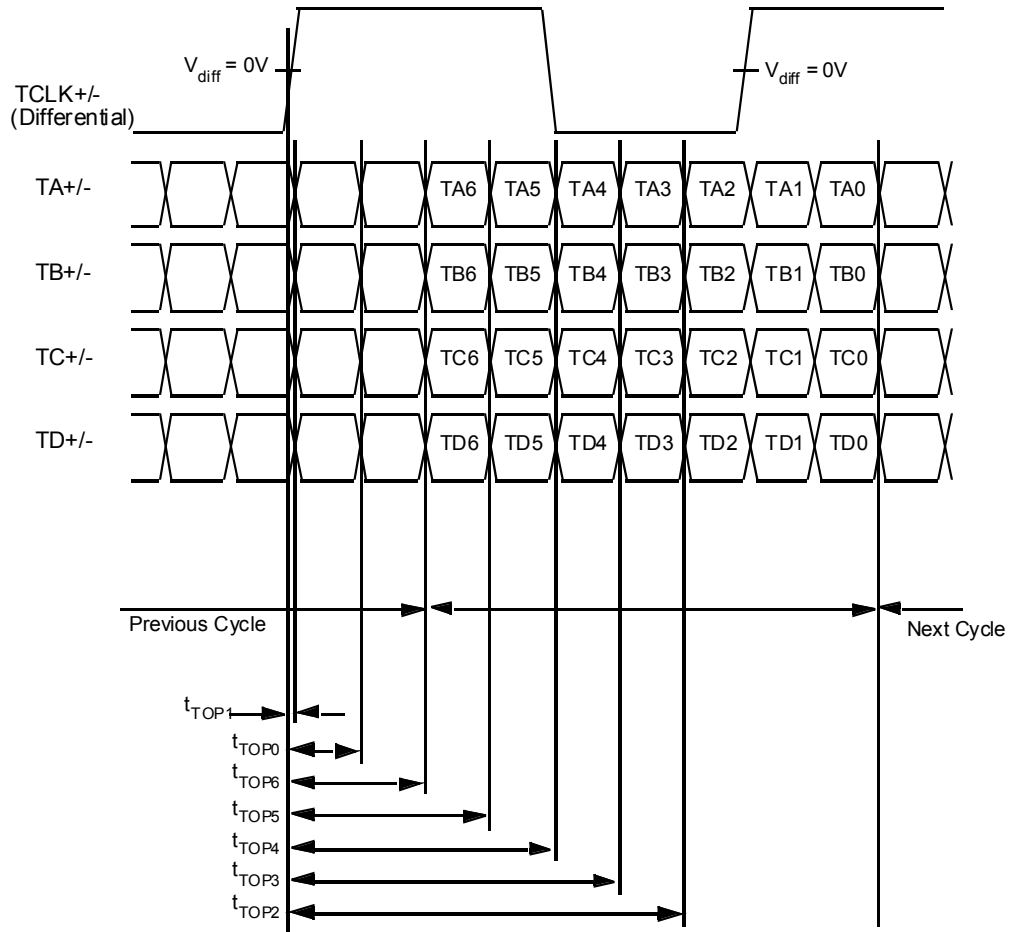 V_diff = 0V
V_diff = 0V
TCLK+/-
(Differential)
TA+/- TA6 TA5 TA4 TA3 TA2 TA1 TA0
TB+/- TB6 TB5 TB4 TB3 TB2 TB1 TB0
TC+/- TC6 TC5 TC4 TC3 TC2 TC1 TC0
TD+/- TD6 TD5 TD4 TD3 TD2 TD1 TD0
Previous Cycle
Next Cycle
t_TOP1
t_TOP0
t_TOP6
t_TOP5
t_TOP4
t_TOP3
t_TOP2